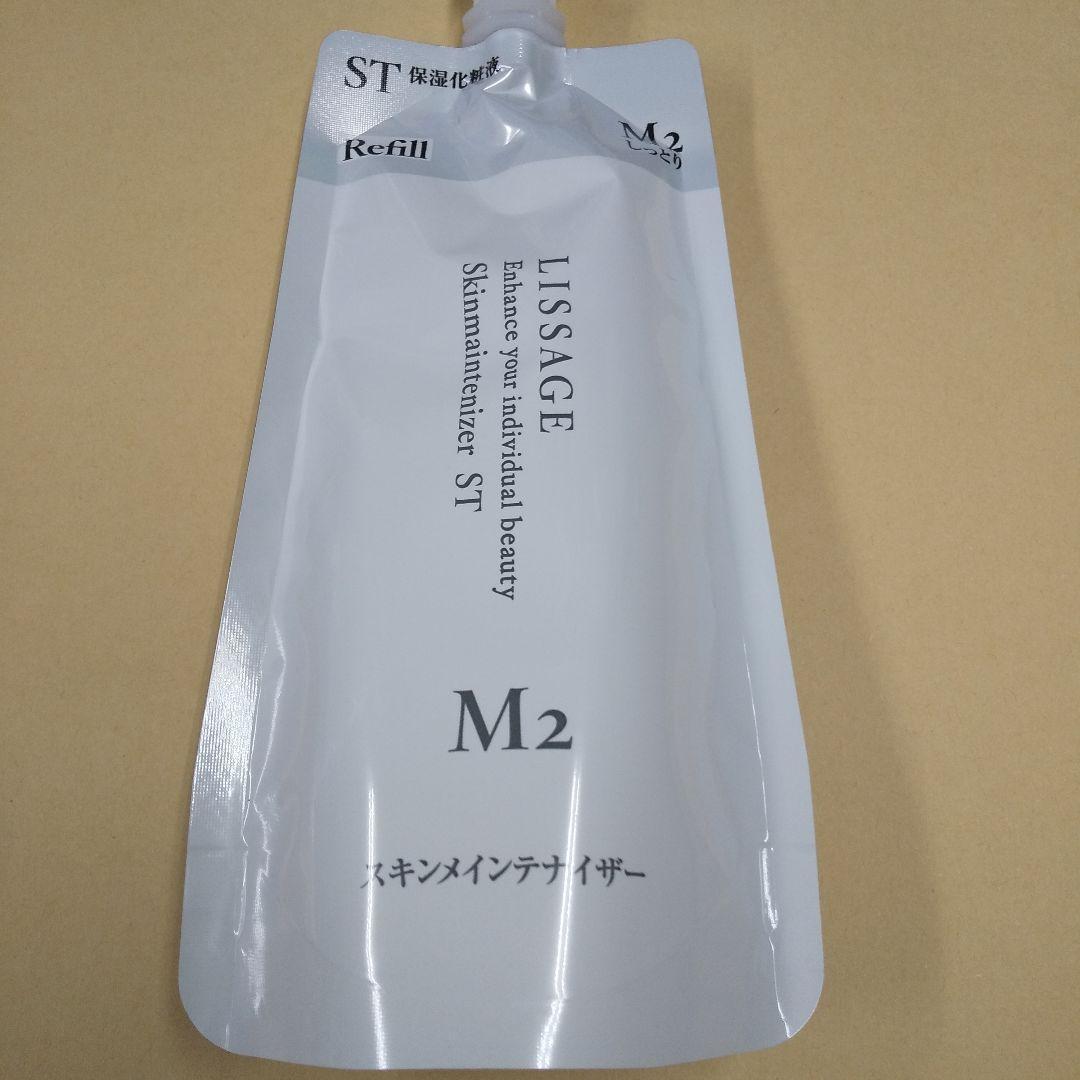 ST 保湿化粧液
Refill
M2
しっとり
LISSAGE
Enhance your individual beauty
Skinmaintenizer ST
M2
スキンメインテナイザー